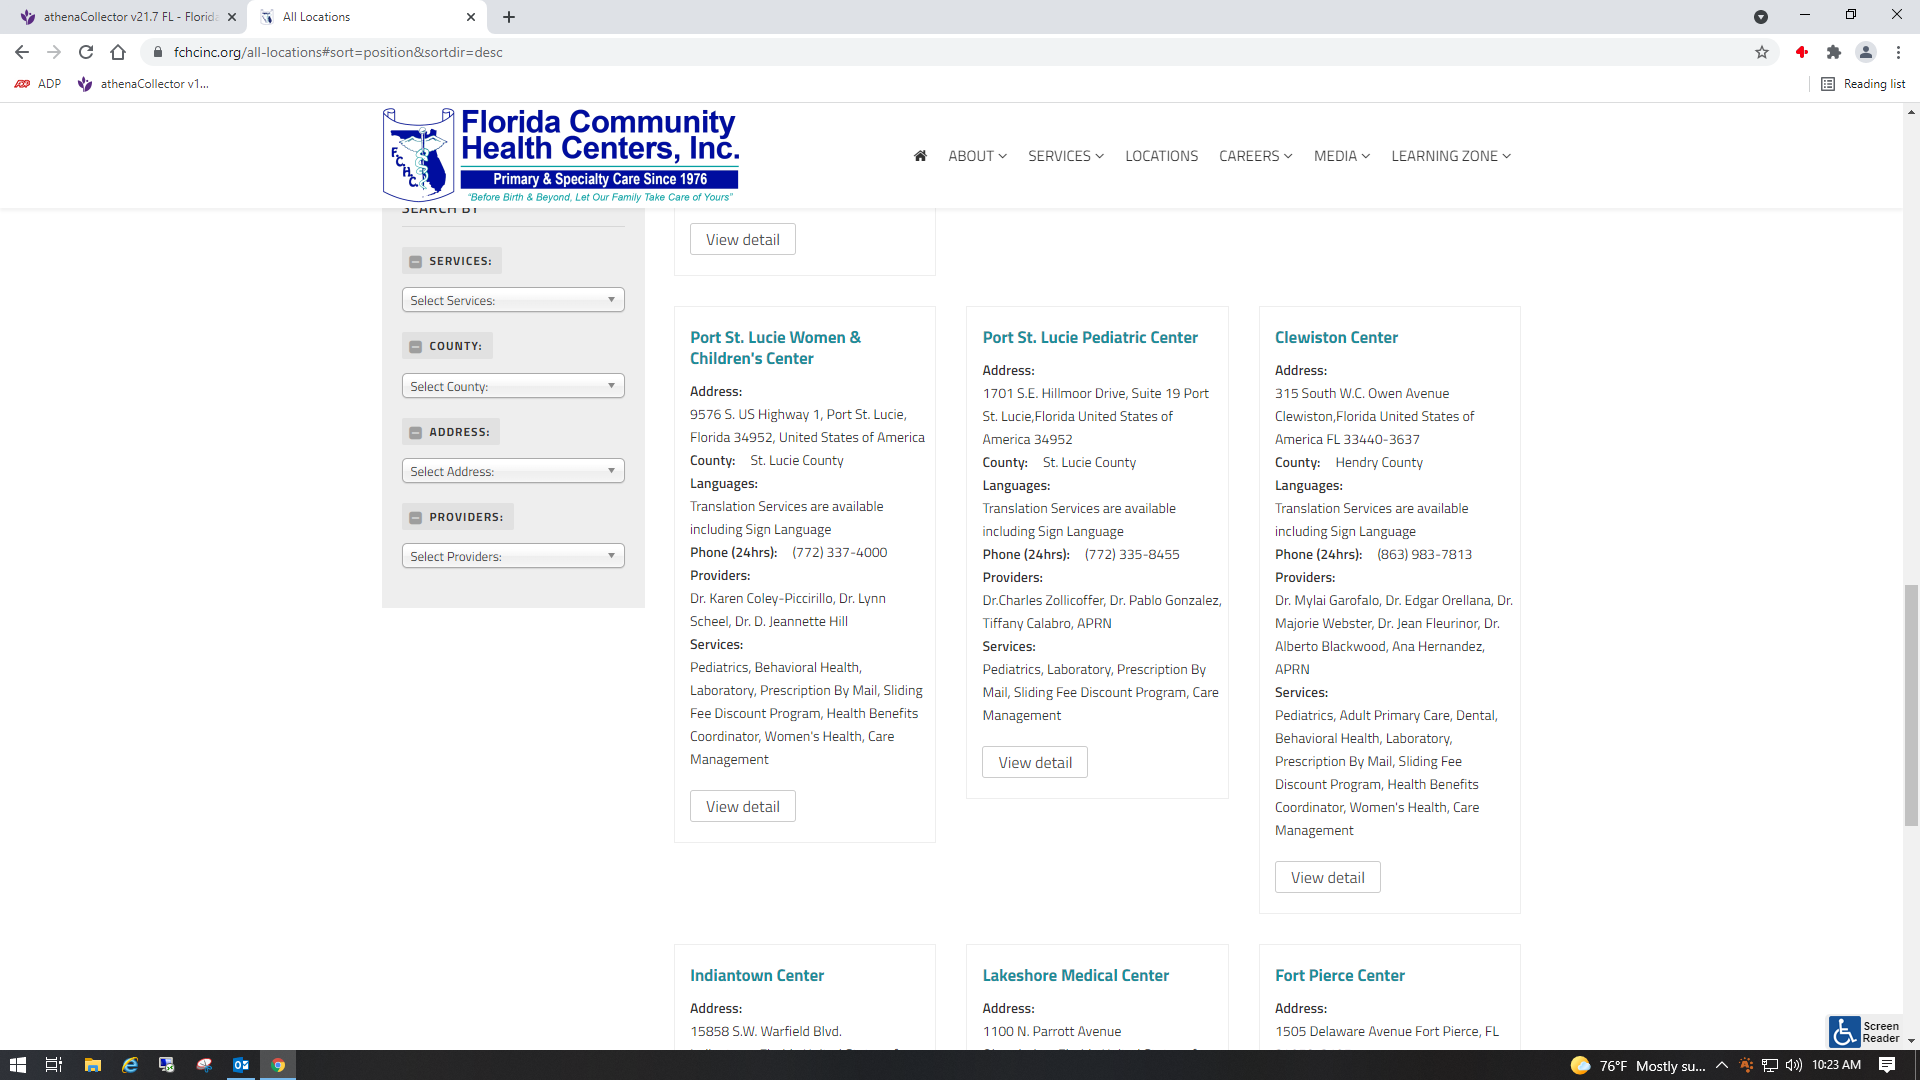 athenaCollector v21.7 FL - Florida
All Locations
fchcinc.org/all-locations#sort=position&sortdir=desc
ADP
athenaCollector v1...
Reading list
F.C.H.C.
Florida Community
Health Centers, Inc.
Primary & Specialty Care Since 1976
"Before Birth & Beyond, Let Our Family Take Care of Yours"
ABOUT
SERVICES
LOCATIONS
CAREERS
MEDIA
LEARNING ZONE
SEARCH BY
SERVICES:
Select Services:
COUNTY:
Select County:
ADDRESS:
Select Address:
PROVIDERS:
Select Providers:
View detail
Port St. Lucie Women &
Children's Center
Address:
9576 S. US Highway 1, Port St. Lucie,
Florida 34952, United States of America
County: St. Lucie County
Languages:
Translation Services are available
including Sign Language
Phone (24hrs): (772) 337-4000
Providers:
Dr. Karen Coley-Piccirillo, Dr. Lynn
Scheel, Dr. D. Jeannette Hill
Services:
Pediatrics, Behavioral Health,
Laboratory, Prescription By Mail, Sliding
Fee Discount Program, Health Benefits
Coordinator, Women's Health, Care
Management
View detail
Port St. Lucie Pediatric Center
Address:
1701 S.E. Hillmoor Drive, Suite 19 Port
St. Lucie,Florida United States of
America 34952
County: St. Lucie County
Languages:
Translation Services are available
including Sign Language
Phone (24hrs): (772) 335-8455
Providers:
Dr.Charles Zollicoffer, Dr. Pablo Gonzalez,
Tiffany Calabro, APRN
Services:
Pediatrics, Laboratory, Prescription By
Mail, Sliding Fee Discount Program, Care
Management
View detail
Clewiston Center
Address:
315 South W.C. Owen Avenue
Clewiston,Florida United States of
America FL 33440-3637
County: Hendry County
Languages:
Translation Services are available
including Sign Language
Phone (24hrs): (863) 983-7813
Providers:
Dr. Mylai Garofalo, Dr. Edgar Orellana, Dr.
Majorie Webster, Dr. Jean Fleurinor, Dr.
Alberto Blackwood, Ana Hernandez,
APRN
Services:
Pediatrics, Adult Primary Care, Dental,
Behavioral Health, Laboratory,
Prescription By Mail, Sliding Fee
Discount Program, Health Benefits
Coordinator, Women's Health, Care
Management
View detail
Indiantown Center
Address:
15858 S.W. Warfield Blvd.
Lakeshore Medical Center
Address:
1100 N. Parrott Avenue
Fort Pierce Center
Address:
1505 Delaware Avenue Fort Pierce, FL
Screen
Reader
76°F Mostly su...
10:23 AM